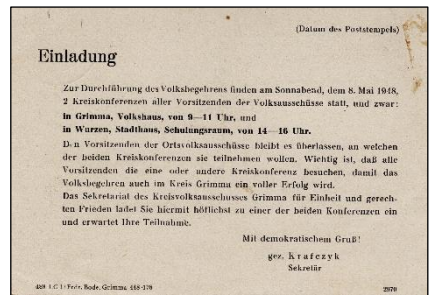 (Datum des Poststempels)
Einladung
Zur Durchführung des Volksbegehrens finden am Sonnabend, dem 8. Mai 1948,
2 Kreiskonferenzen aller Vorsitzenden der Volksausschüsse statt, und zwar:
in Grimma, Volkshaus, von 9—11 Uhr, und
in Wurzen, Stadthaus, Schulungsraum, von 14—16 Uhr.
Den Vorsitzenden der Ortsvolksausschüsse bleibt es überlassen, an welchen
der beiden Kreiskonferenzen sie teilnehmen wollen. Wichtig ist, daß alle
Vorsitzenden die eine oder andere Kreiskonferenz besuchen, damit das
Volksbegehren auch im Kreis Grimma ein voller Erfolg wird.
Das Sekretariat des Kreisvolksausschusses Grimma für Einheit und gerech-
ten Frieden ladet Sie hiermit höflichst zu einer der beiden Konferenzen ein
und erwartet Ihre Teilnahme.
Mit demokratischem Gruß!
gez. Krafczyk
Sekretär
Bode, Grimma
2970